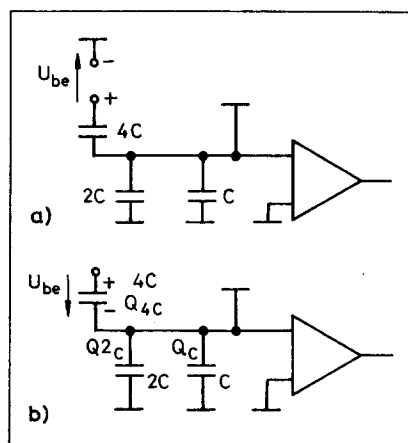 U_be - +
4C
2C C
a)
U_be + 4C
- Q_4C
Q2_C Q_C
2C C
b)